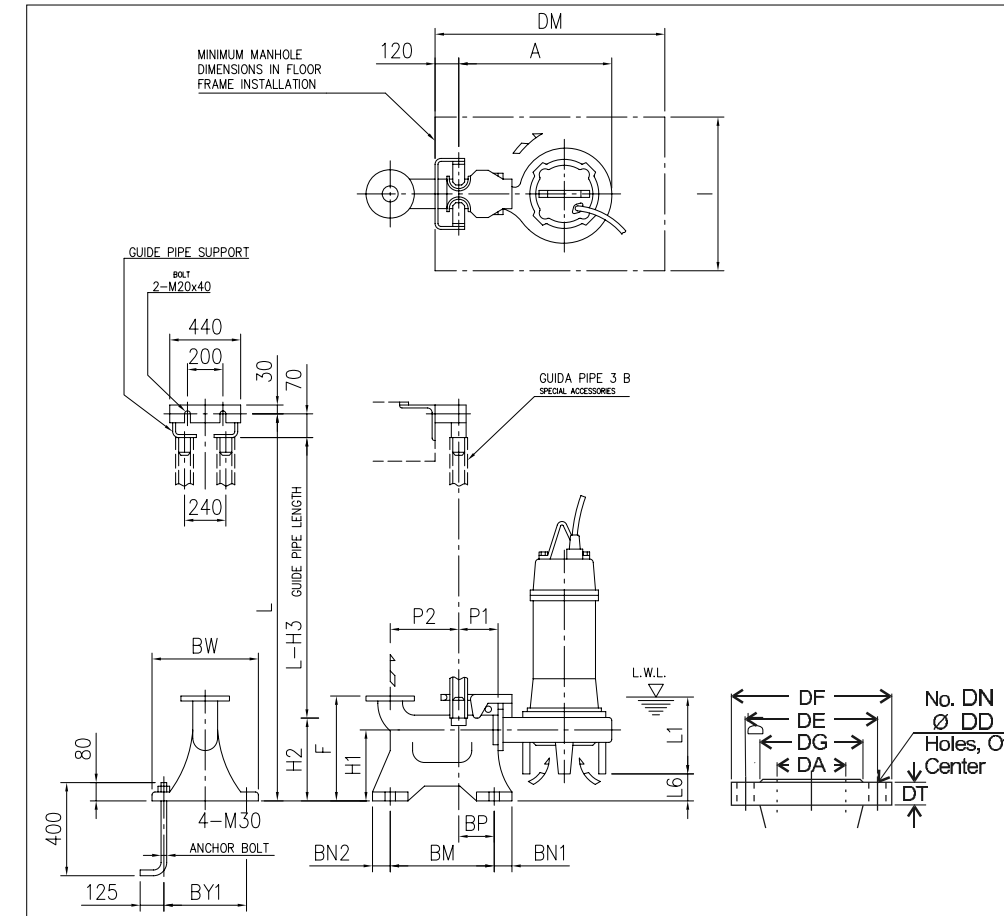 DM
120
A
MINIMUM MANHOLE
DIMENSIONS IN FLOOR
FRAME INSTALLATION
I
GUIDE PIPE SUPPORT
BOLT
2-M20x40
440
200
30
70
GUIDA PIPE 3 B
SPECIAL ACCESSORIES
240
GUIDE PIPE LENGTH
L
L-H3
P2
P1
BW
L.W.L.
80
H2
F
H1
L1
L6
DF
DE
D
DG
DA
DT
No. DN
Ø DD
Holes, O
Center
400
4-M30
ANCHOR BOLT
125
BY1
BP
BN2
BM
BN1